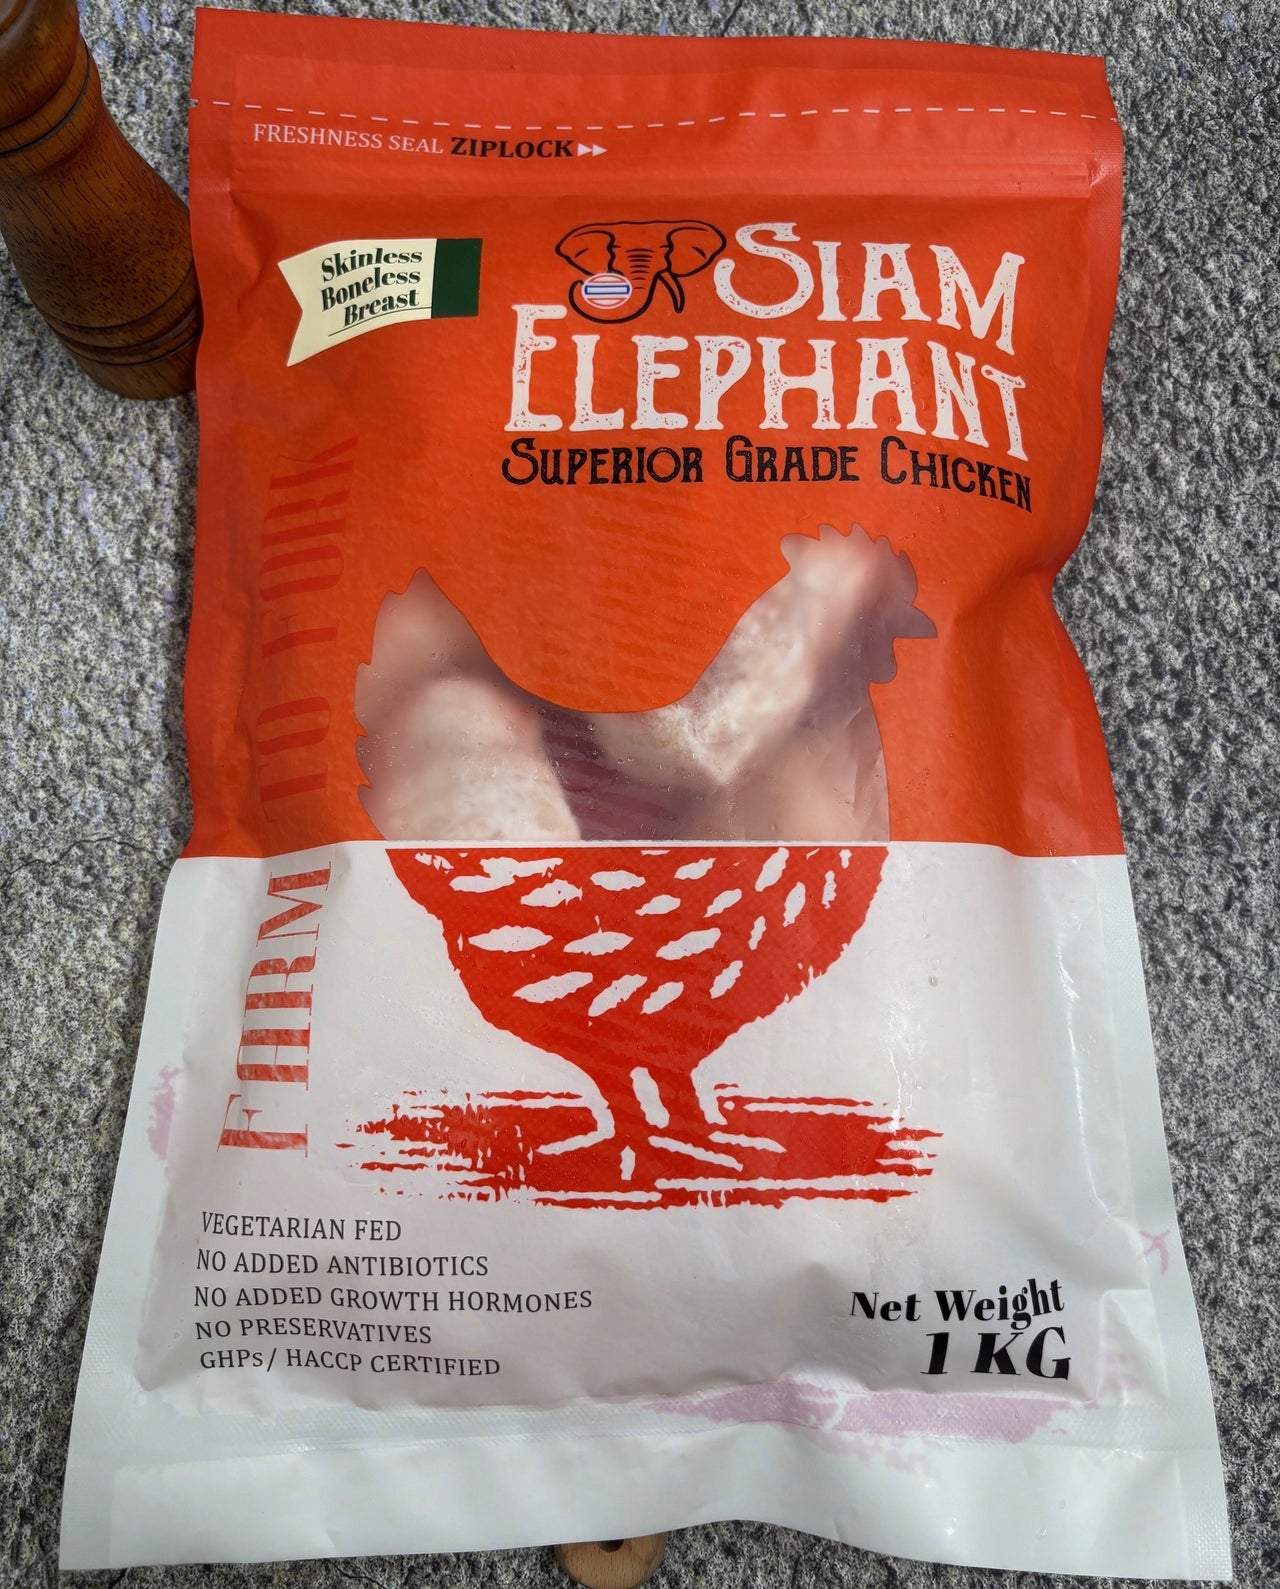 FRESHNESS SEAL ZIPLOCK
Skinless
Boneless
Breast
SIAM
ELEPHANT
SUPERIOR GRADE CHICKEN
FARM TO FORK
VEGETARIAN FED
NO ADDED ANTIBIOTICS
NO ADDED GROWTH HORMONES
NO PRESERVATIVES
GHPs/ HACCP CERTIFIED
Net Weight
1 KG